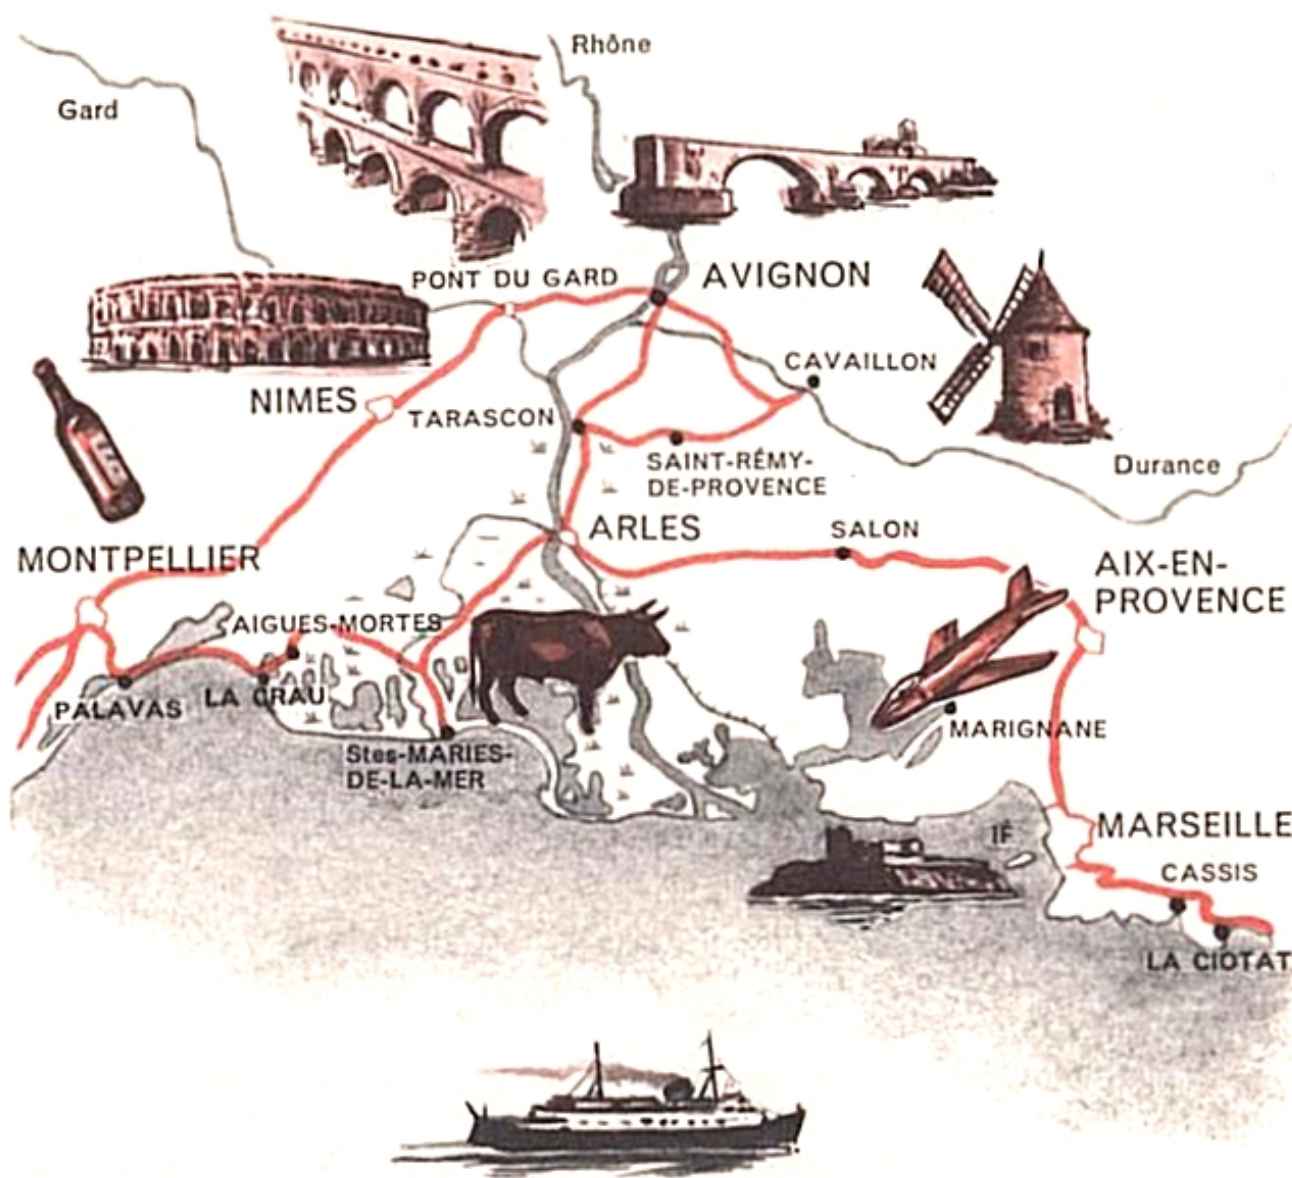 Rhône
Gard
PONT DU GARD
AVIGNON
CAVAILLON
NIMES
TARASCON
SAINT-RÉMY-
DE-PROVENCE
Durance
ARLES
SALON
MONTPELLIER
AIX-EN-
PROVENCE
AIGUES-MORTES
PALAVAS
LA CRAU
MARIGNANE
Stes-MARIES-
DE-LA-MER
IF
MARSEILLE
CASSIS
LA CIOTAT